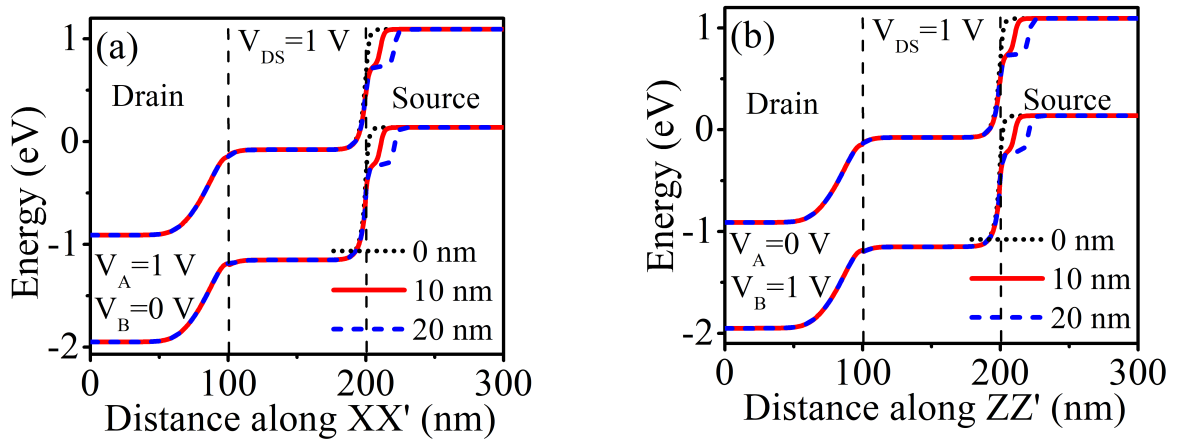 (a)
V_DS=1 V
Drain
Source
V_A=1 V
V_B=0 V
0 nm
10 nm
20 nm
1
0
-1
-2
0 100 200 300
Energy (eV)
Distance along XX' (nm)
(b)
V_DS=1 V
Drain
Source
V_A=0 V
V_B=1 V
0 nm
10 nm
20 nm
1
0
-1
-2
0 100 200 300
Energy (eV)
Distance along ZZ' (nm)